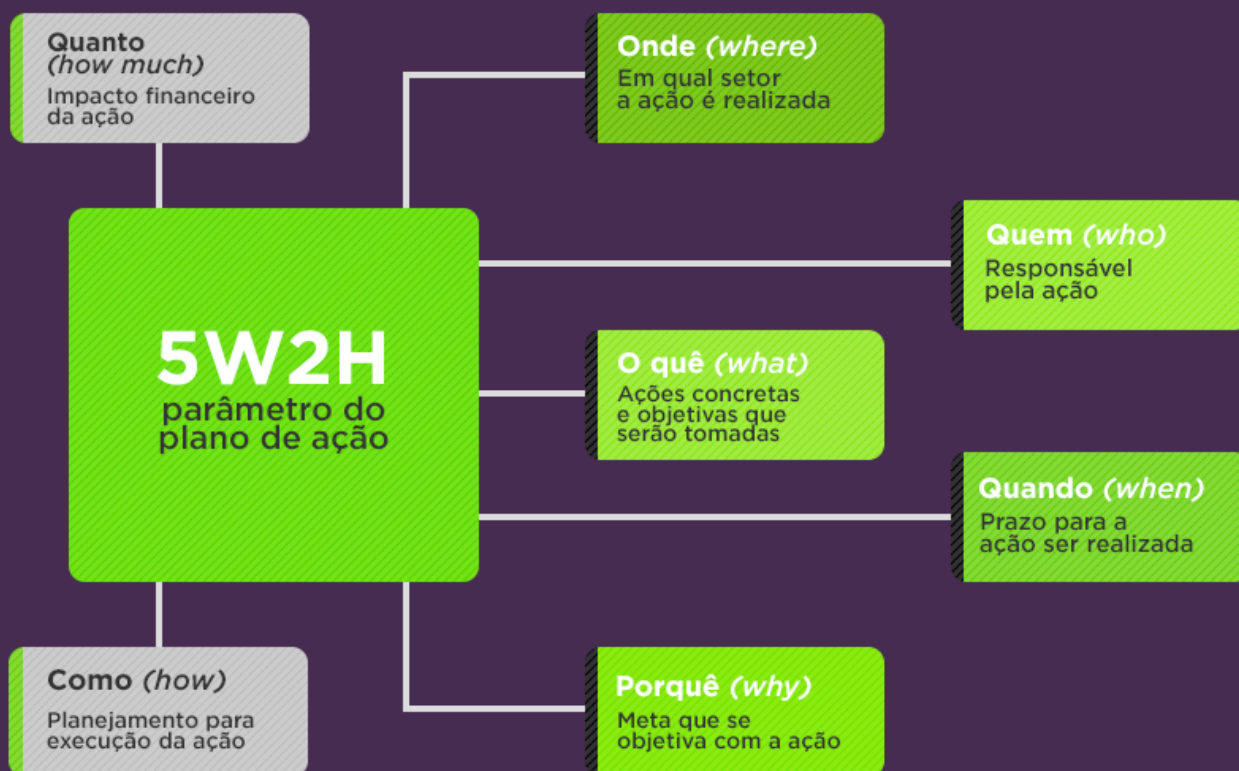 Quanto
(how much)
Impacto financeiro
da ação
Onde (where)
Em qual setor
a ação é realizada
Quem (who)
Responsável
pela ação
5W2H
parâmetro do
plano de ação
O quê (what)
Ações concretas
e objetivas que
serão tomadas
Quando (when)
Prazo para a
ação ser realizada
Como (how)
Planejamento para
execução da ação
Porquê (why)
Meta que se
objetiva com a ação